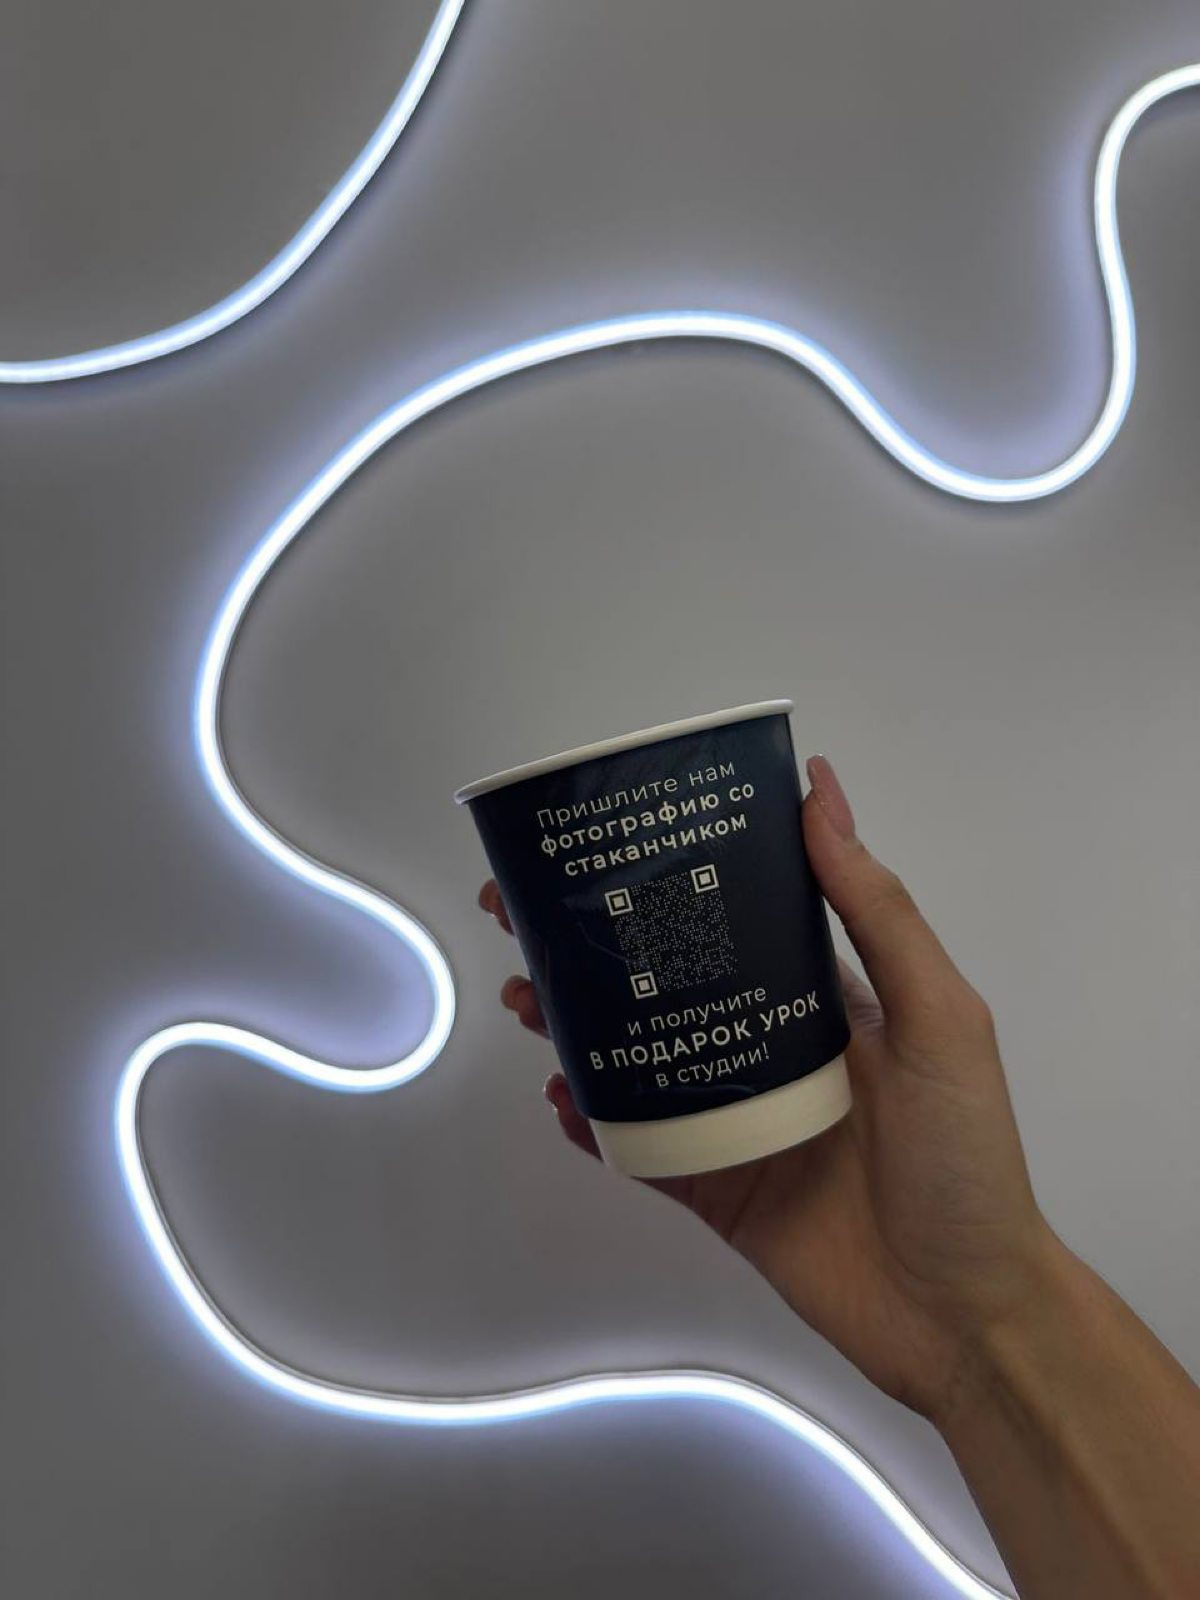 Пришлите нам
фотографию со
стаканчиком
и получите
В ПОДАРОК УРОК
в студии!